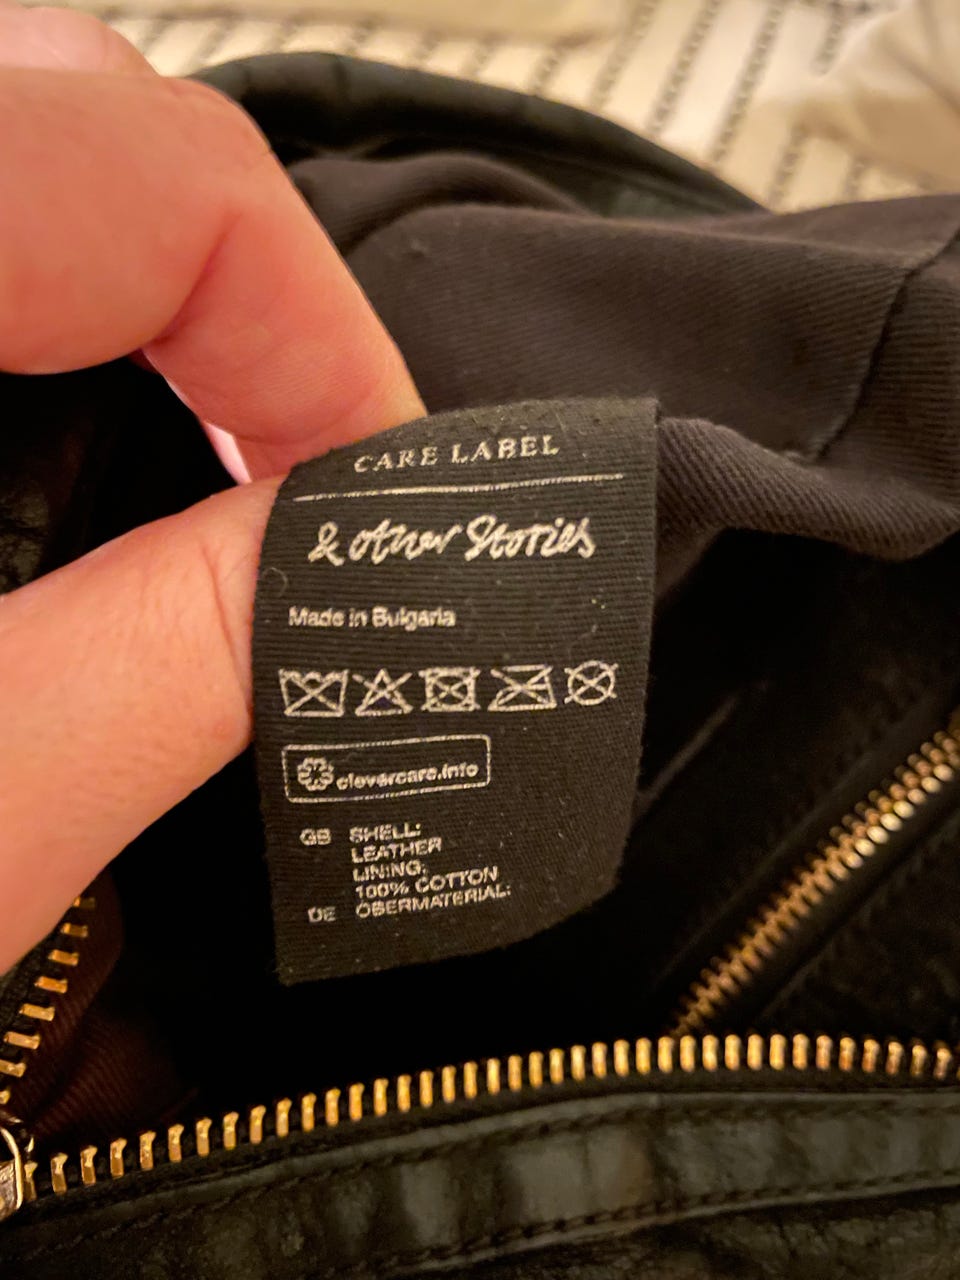 CARE LABEL
& other Stories
Made in Bulgaria
clevercare.info
GB SHELL:
LEATHER
LINING:
100% COTTON
DE OBERMATERIAL: